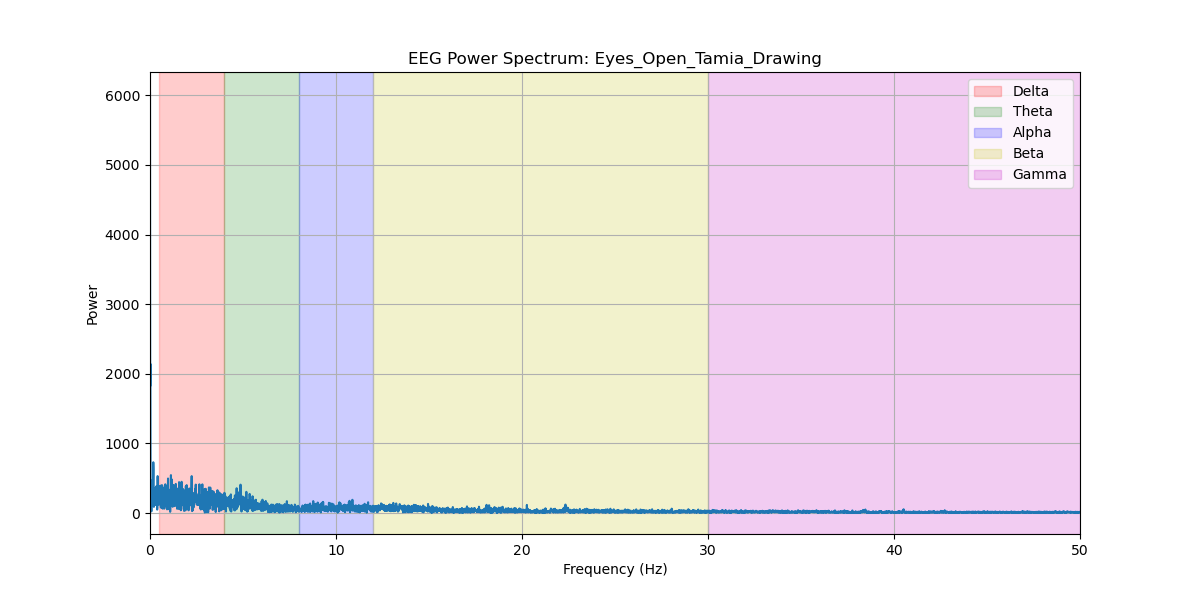 EEG Power Spectrum: Eyes_Open_Tamia_Drawing
6000
5000
4000
3000
2000
1000
0
Power
Delta
Theta
Alpha
Beta
Gamma
0 10 20 30 40 50
Frequency (Hz)